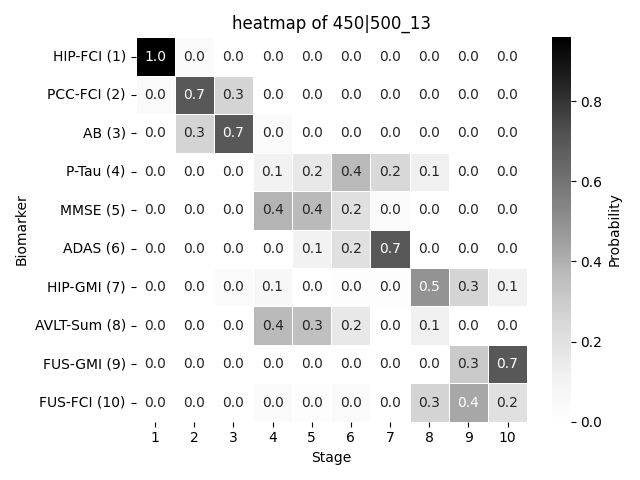 heatmap of 450|500_13
HIP-FCI (1) 1.0 0.0 0.0 0.0 0.0 0.0 0.0 0.0 0.0 0.0
PCC-FCI (2) 0.0 0.7 0.3 0.0 0.0 0.0 0.0 0.0 0.0 0.0
AB (3) 0.0 0.3 0.7 0.0 0.0 0.0 0.0 0.0 0.0 0.0
P-Tau (4) 0.0 0.0 0.0 0.1 0.2 0.4 0.2 0.1 0.0 0.0
MMSE (5) 0.0 0.0 0.0 0.4 0.4 0.2 0.0 0.0 0.0 0.0
ADAS (6) 0.0 0.0 0.0 0.0 0.1 0.2 0.7 0.0 0.0 0.0
HIP-GMI (7) 0.0 0.0 0.0 0.1 0.0 0.0 0.0 0.5 0.3 0.1
AVLT-Sum (8) 0.0 0.0 0.0 0.4 0.3 0.2 0.0 0.1 0.0 0.0
FUS-GMI (9) 0.0 0.0 0.0 0.0 0.0 0.0 0.0 0.0 0.3 0.7
FUS-FCI (10) 0.0 0.0 0.0 0.0 0.0 0.0 0.0 0.3 0.4 0.2
1 2 3 4 5 6 7 8 9 10
Stage
Biomarker
0.8
0.6
0.4
0.2
0.0
Probability